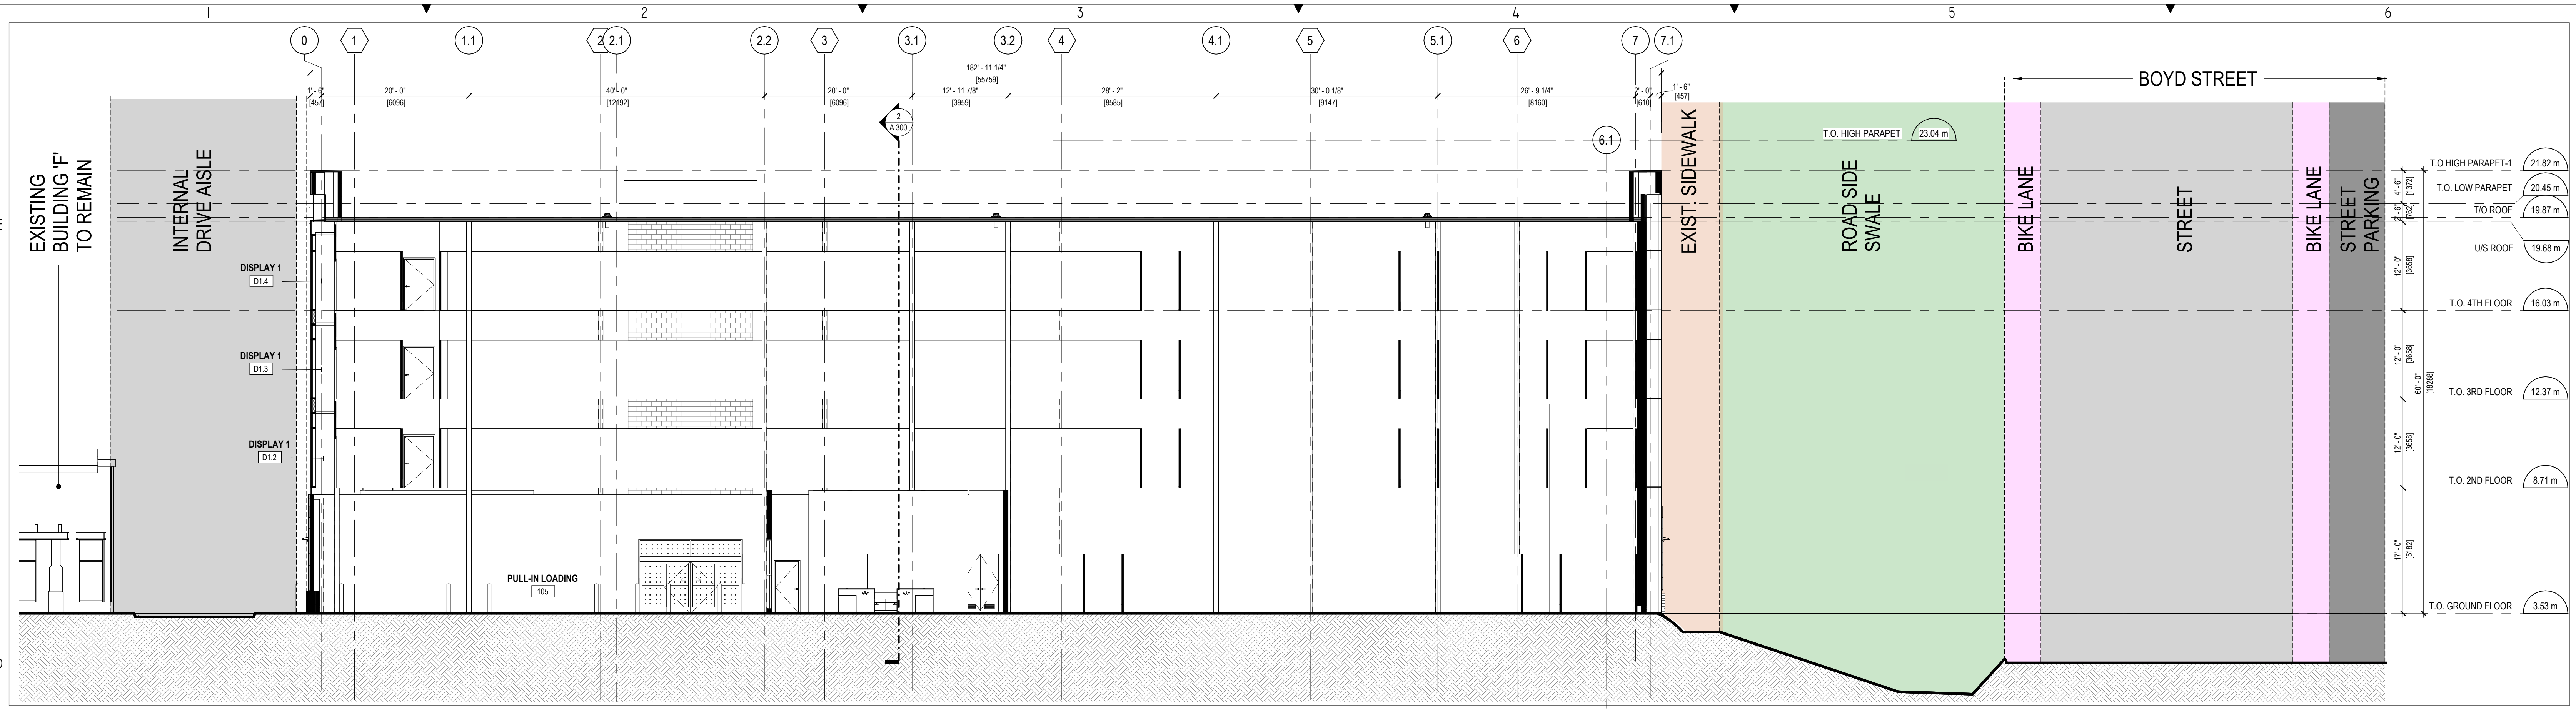 1
2
3
4
5
6
0
1
1.1
2
2.1
2.2
3
3.1
3.2
4
4.1
5
5.1
6
7
7.1
182' - 11 1/4"
[55759]
1' - 6"
[457]
20' - 0"
[6096]
40' - 0"
[12192]
20' - 0"
[6096]
12' - 11 7/8"
[3959]
28' - 2"
[8585]
30' - 0 1/8"
[9147]
26' - 9 1/4"
[8160]
2' - 0"
[610]
1' - 6"
[457]
BOYD STREET
2
A 300
6.1
T.O. HIGH PARAPET
23.04 m
EXISTING
BUILDING 'F'
TO REMAIN
INTERNAL
DRIVE AISLE
EXIST. SIDEWALK
ROAD SIDE
SWALE
BIKE LANE
STREET
BIKE LANE
STREET
PARKING
T.O HIGH PARAPET-1
21.82 m
T.O. LOW PARAPET
20.45 m
T/O ROOF
19.87 m
U/S ROOF
19.68 m
T.O. 4TH FLOOR
16.03 m
T.O. 3RD FLOOR
12.37 m
T.O. 2ND FLOOR
8.71 m
T.O. GROUND FLOOR
3.53 m
4' - 6"
[1372]
2' - 6"
[762]
12' - 0"
[3658]
12' - 0"
[3658]
12' - 0"
[3658]
17' - 0"
[5182]
60' - 0"
[18288]
DISPLAY 1
D1.4
DISPLAY 1
D1.3
DISPLAY 1
D1.2
PULL-IN LOADING
105